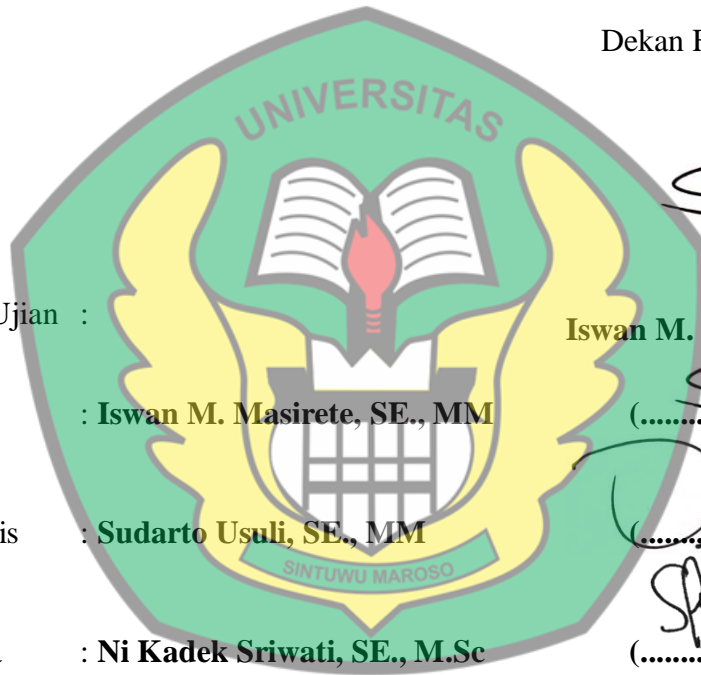 Dekan F
UNIVERSITAS
Ujian :
Iswan M.
: Iswan M. Masirete, SE., MM (..........
is : Sudarto Usuli, SE., MM (..........
SINTUWU MAROSO
: Ni Kadek Sriwati, SE., M.Sc (..........